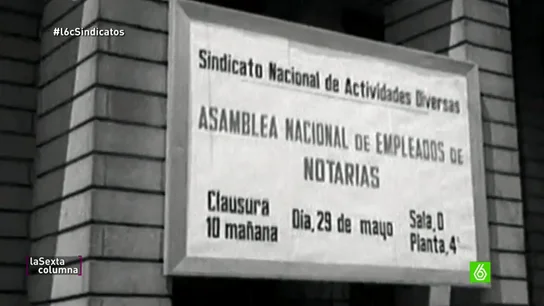 #l6cSindicatos
Sindicato Nacional de Actividades Diversas
ASAMBLEA NACIONAL DE EMPLEADOS DE
NOTARIAS
Clausura
10 mañana
Día, 29 de mayo
Sala, 0
Planta, 4ª
laSexta
columna
6